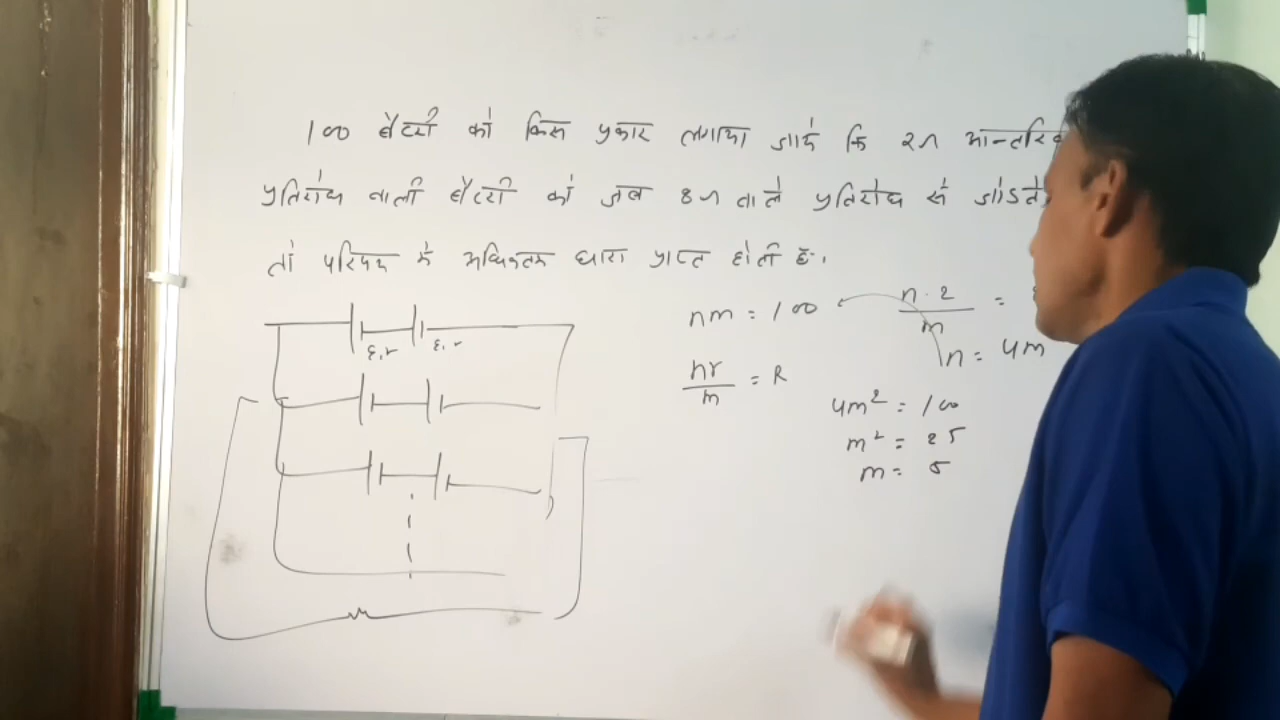 100 बैटरी को किस प्रकार लगाया जाये कि 2Ω आन्तरिक
प्रतिरोध वाली बैटरी को जब 8Ω वाले प्रतिरोध से जोडते
तो परिपथ में अधिकतम धारा प्राप्त होती है.
ε,r ε,r
nm = 100
nr/m = R
n·2/m =
n = 4m
4m² = 100
m² = 25
m = 5